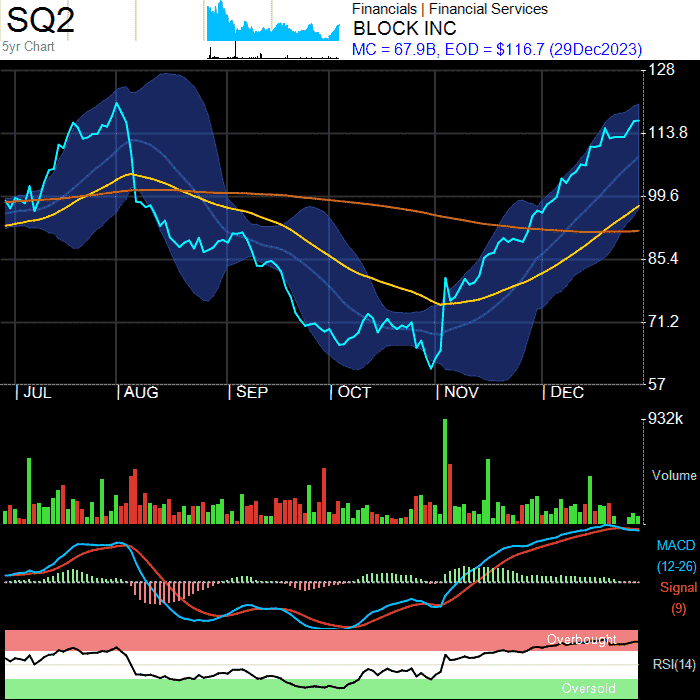 SQ2
5yr Chart
Financials | Financial Services
BLOCK INC
MC = 67.9B, EOD = $116.7 (29Dec2023)
128
113.8
99.6
85.4
71.2
57
| JUL | AUG | SEP | OCT | NOV | DEC
932k
Volume
MACD
(12-26)
Signal
(9)
Overbought
RSI(14)
Oversold